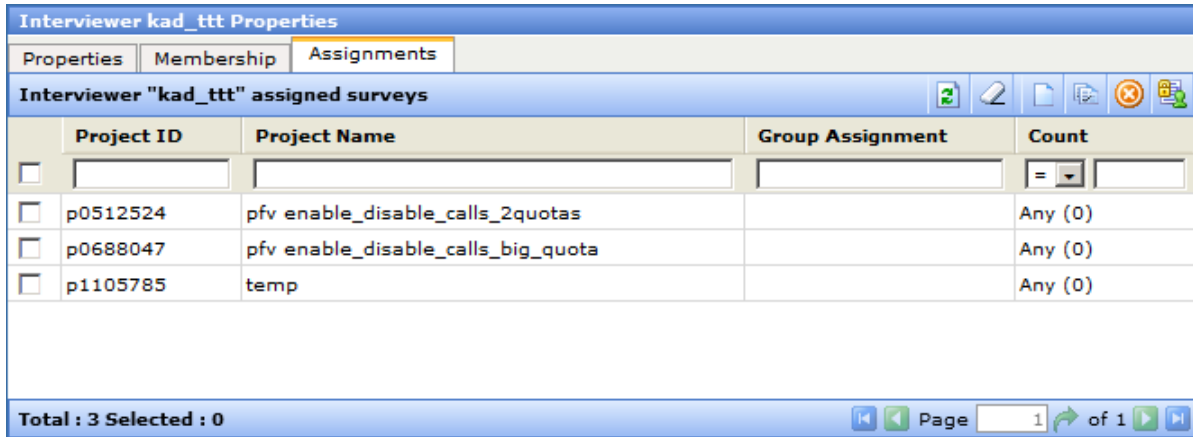 Interviewer kad_ttt Properties
Properties Membership Assignments
Interviewer "kad_ttt" assigned surveys
Project ID Project Name Group Assignment Count
=
p0512524 pfv enable_disable_calls_2quotas Any (0)
p0688047 pfv enable_disable_calls_big_quota Any (0)
p1105785 temp Any (0)
Total : 3 Selected : 0 Page 1 of 1